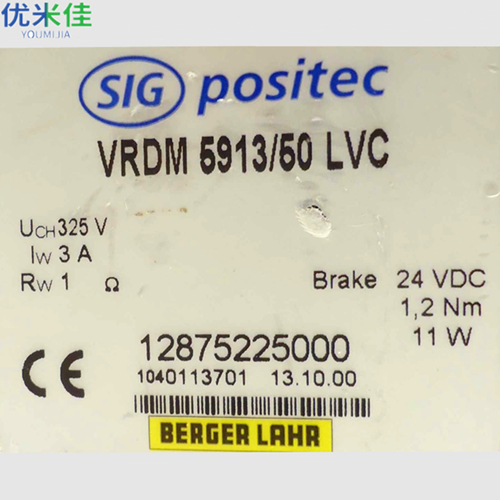 优米佳
YOUMIJIA
SIG positec
VRDM 5913/50 LVC
UCH 325 V
IW 3 A
RW 1 Ω
Brake 24 VDC
1,2 Nm
11 W
12875225000
1040113701 13.10.00
CE
BERGER LAHR